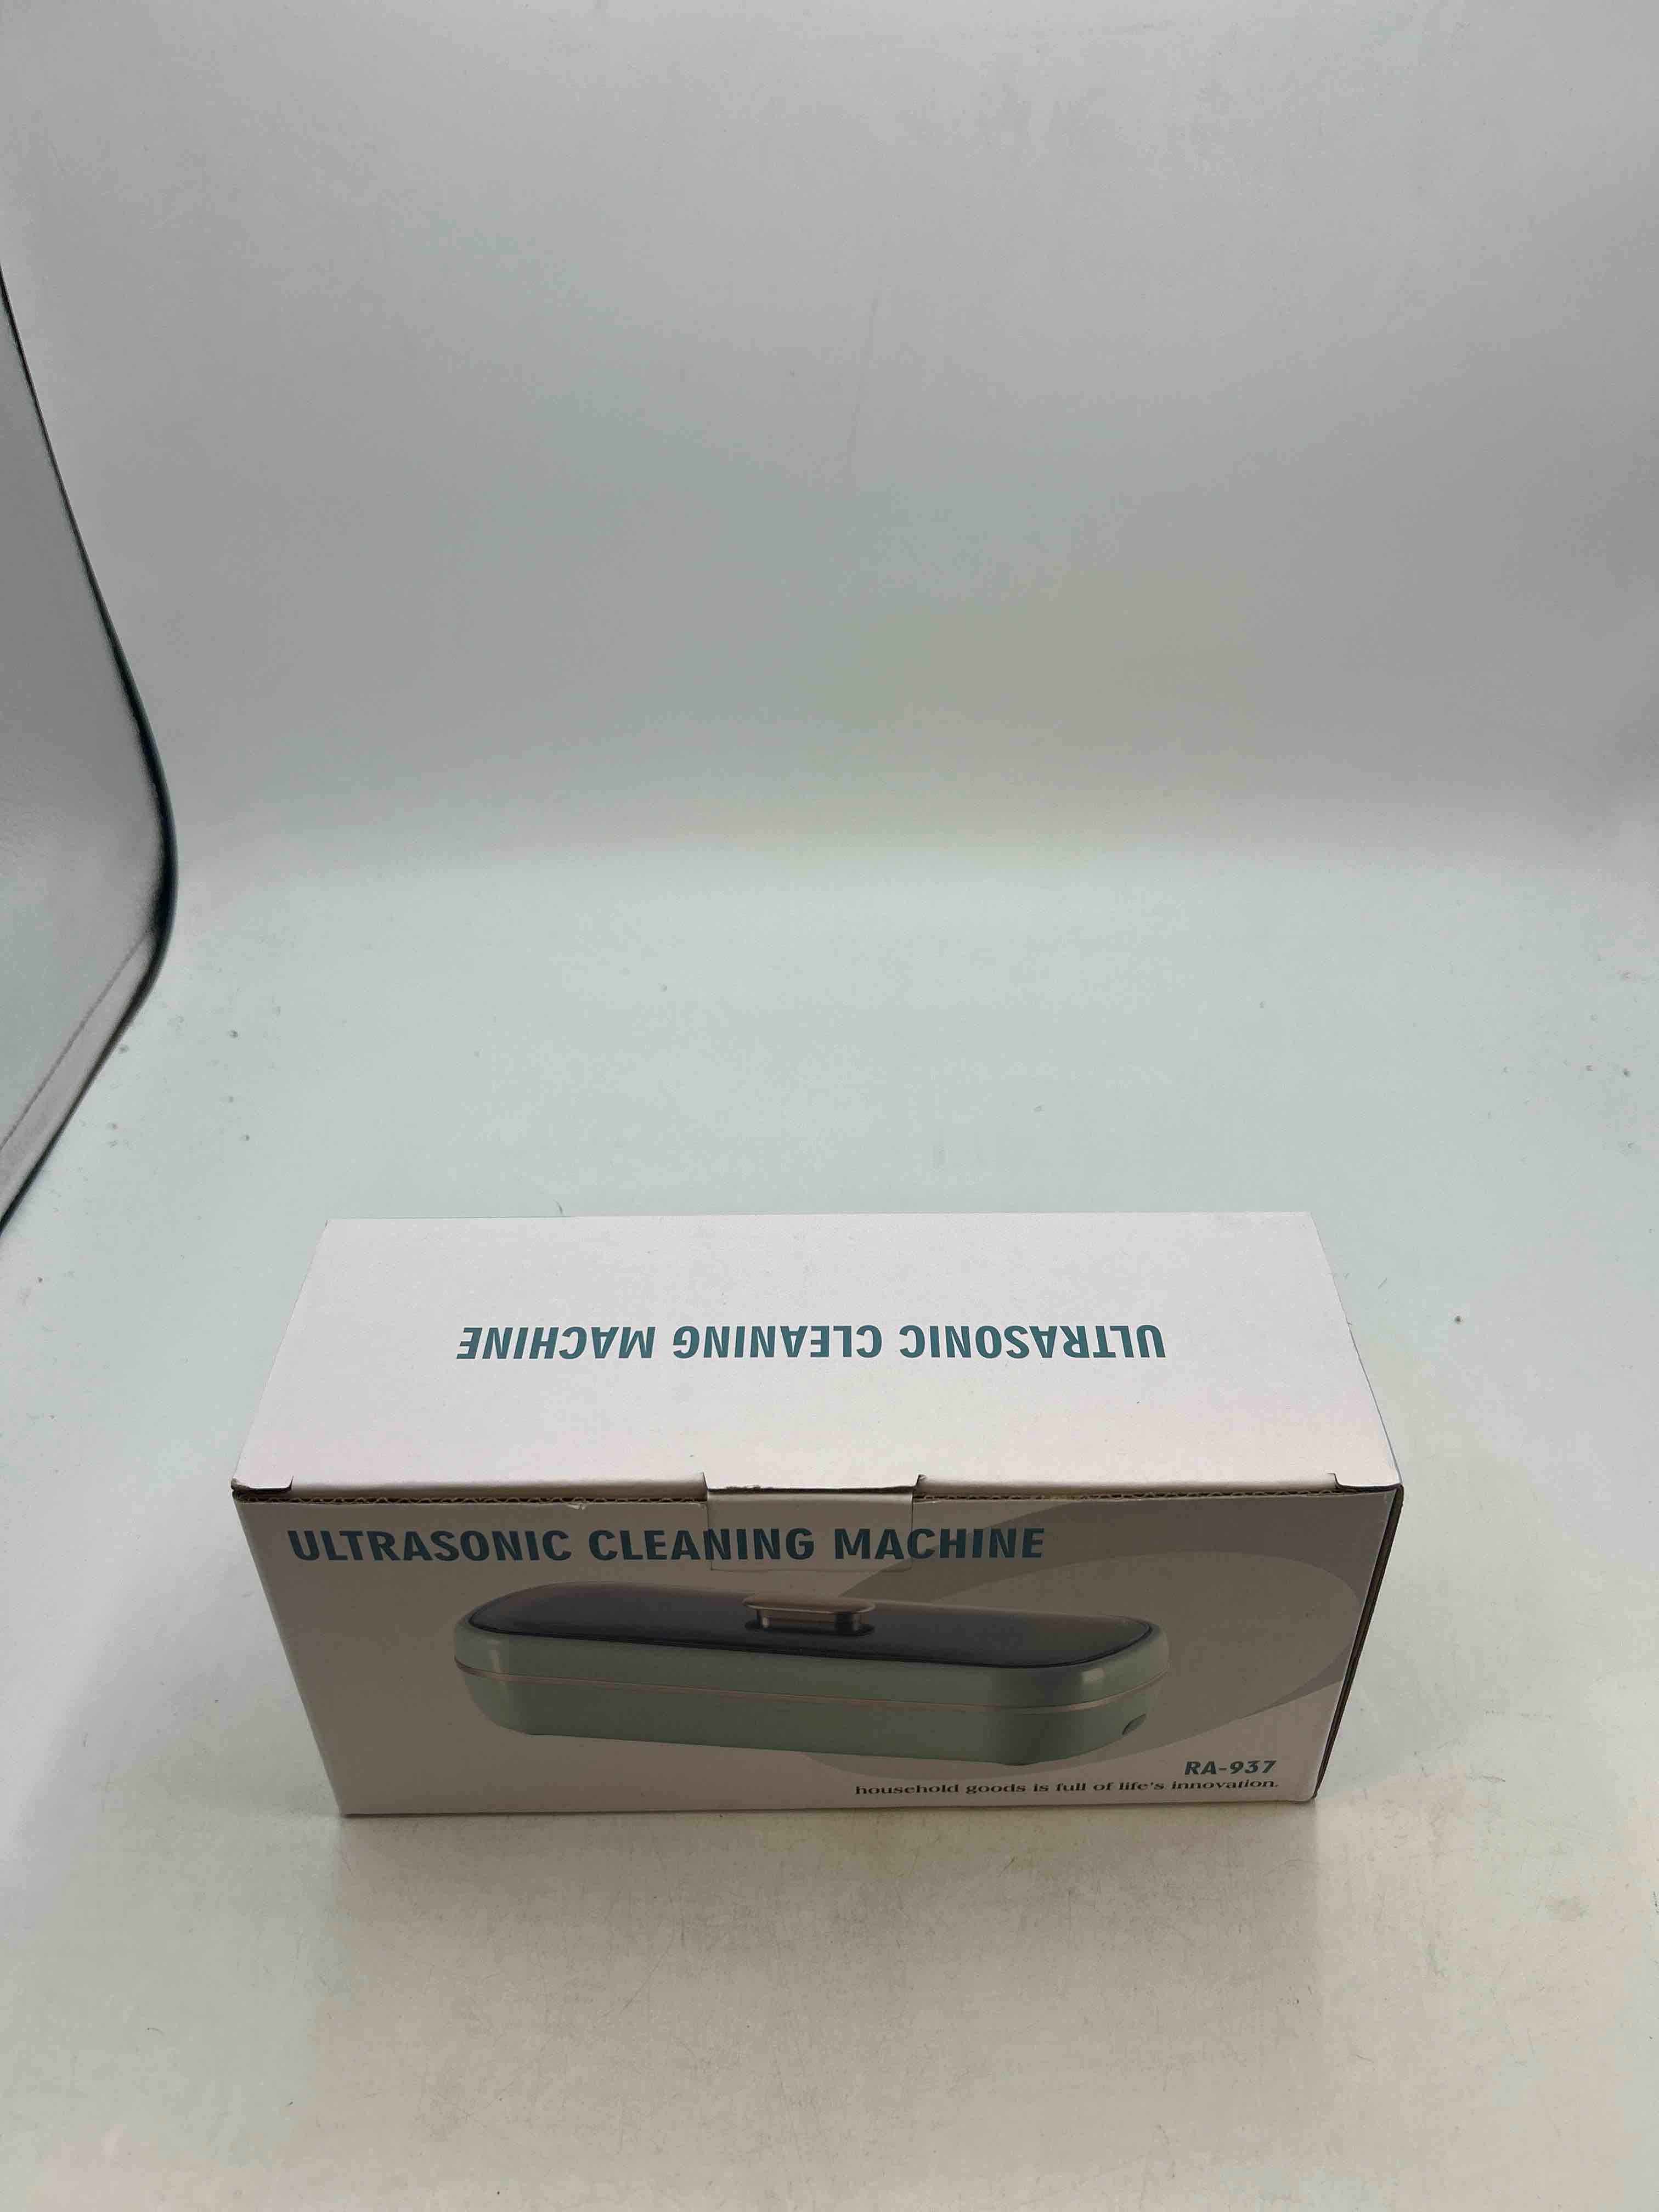 ULTRASONIC CLEANING MACHINE
ULTRASONIC CLEANING MACHINE
RA-937
household goods is full of life's innovation.